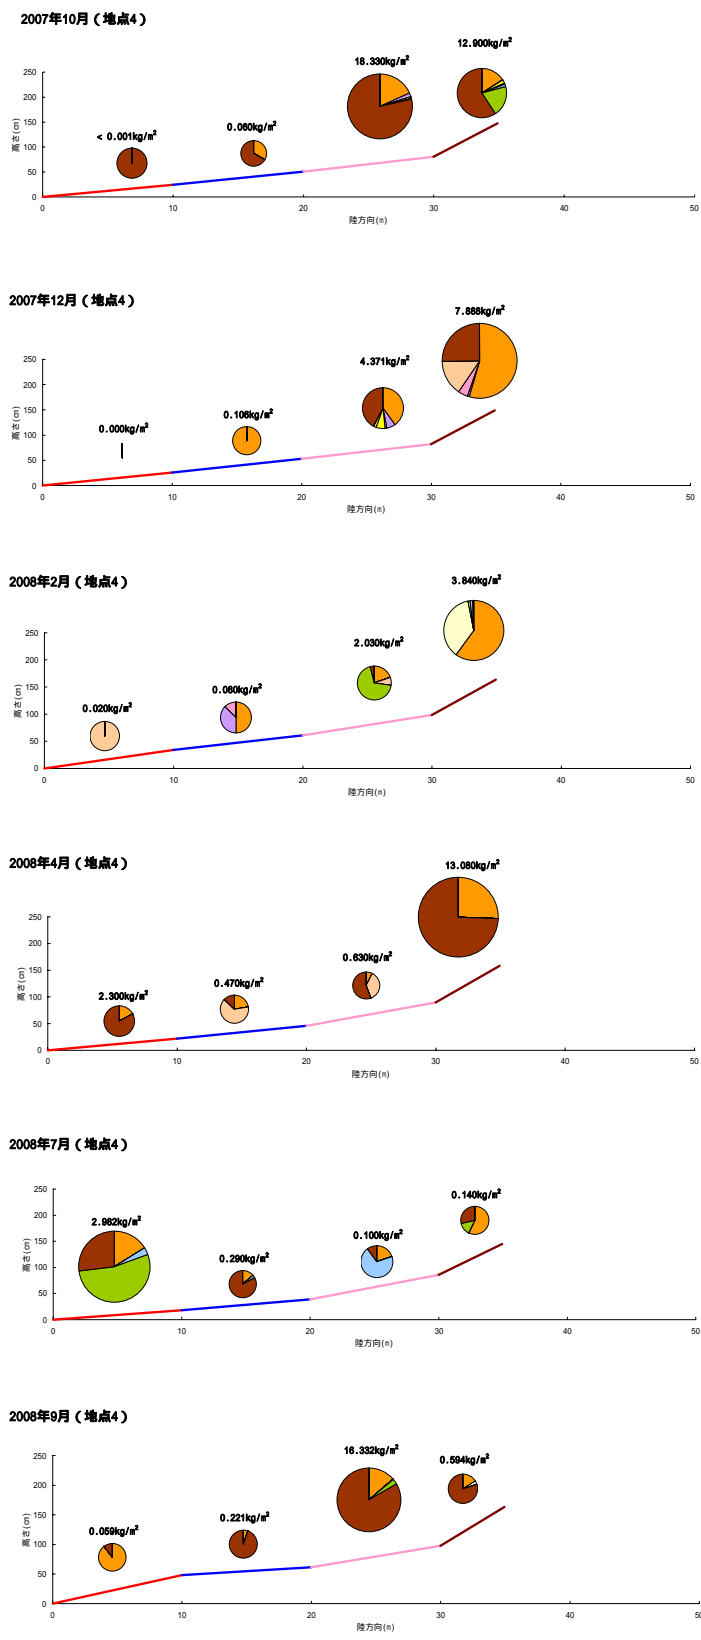 2007年10月（地点4）
12.900kg/m²
18.330kg/m²
0.060kg/m²
< 0.001kg/m²
高さ(cm)
250
200
150
100
50
0
0 10 20 30 40 50
陸方向(m)
2007年12月（地点4）
7.888kg/m²
4.371kg/m²
0.106kg/m²
0.000kg/m²
高さ(cm)
250
200
150
100
50
0
0 10 20 30 40 50
陸方向(m)
2008年2月（地点4）
3.840kg/m²
2.030kg/m²
0.080kg/m²
0.020kg/m²
高さ(cm)
250
200
150
100
50
0
0 10 20 30 40 50
陸方向(m)
2008年4月（地点4）
13.080kg/m²
0.630kg/m²
0.470kg/m²
2.300kg/m²
高さ(cm)
250
200
150
100
50
0
0 10 20 30 40 50
陸方向(m)
2008年7月（地点4）
0.140kg/m²
2.982kg/m²
0.100kg/m²
0.290kg/m²
高さ(cm)
250
200
150
100
50
0
0 10 20 30 40 50
陸方向(m)
2008年9月（地点4）
16.332kg/m²
0.594kg/m²
0.221kg/m²
0.059kg/m²
高さ(cm)
250
200
150
100
50
0
0 10 20 30 40 50
陸方向(m)